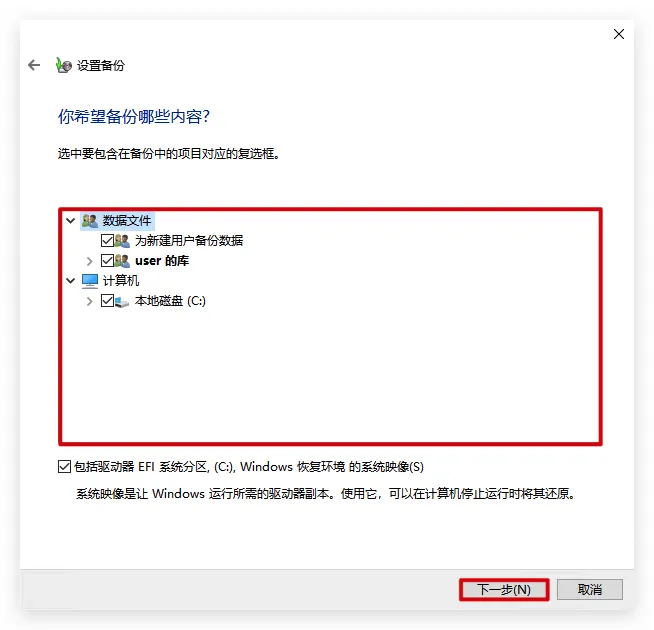 设置备份
你希望备份哪些内容?
选中要包含在备份中的项目对应的复选框。
数据文件
为新建用户备份数据
user 的库
计算机
本地磁盘 (C:)
包括驱动器 EFI 系统分区, (C:), Windows 恢复环境 的系统映像(S)
系统映像是让 Windows 运行所需的驱动器副本。使用它，可以在计算机停止运行时将其还原。
下一步(N) 取消